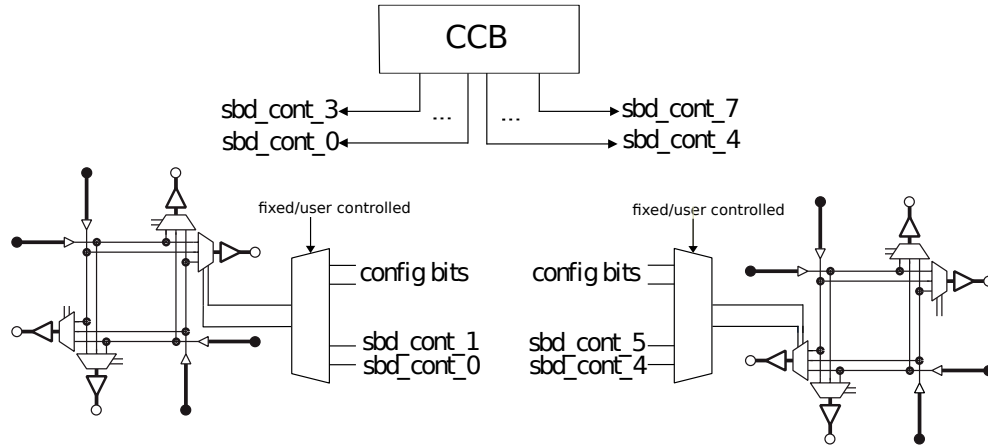 CCB
sbd_cont_3
sbd_cont_7
... ...
sbd_cont_0
sbd_cont_4
fixed/user controlled
fixed/user controlled
config bits
config bits
sbd_cont_1
sbd_cont_5
sbd_cont_0
sbd_cont_4